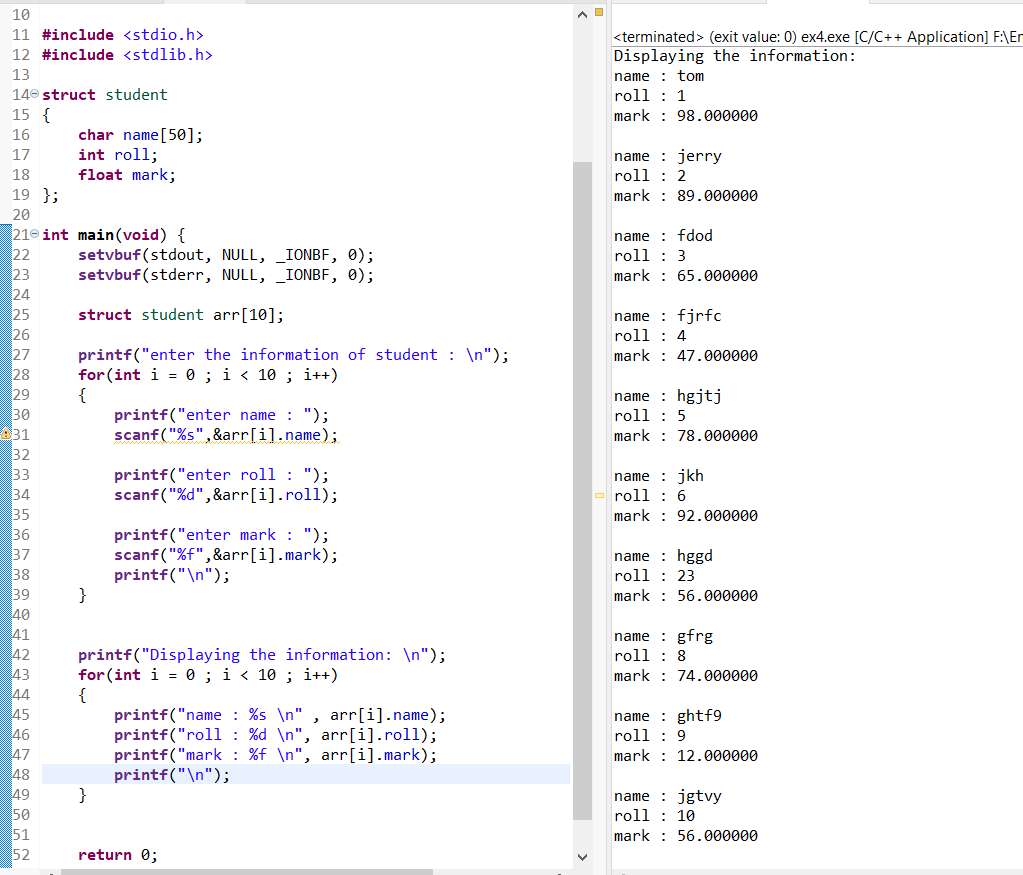 10
11 #include <stdio.h>
12 #include <stdlib.h>
13
14 struct student
15 {
16     char name[50];
17     int roll;
18     float mark;
19 };
20
21 int main(void) {
22     setvbuf(stdout, NULL, _IONBF, 0);
23     setvbuf(stderr, NULL, _IONBF, 0);
24
25     struct student arr[10];
26
27     printf("enter the information of student : \n");
28     for(int i = 0 ; i < 10 ; i++)
29     {
30         printf("enter name : ");
31         scanf("%s",&arr[i].name);
32
33         printf("enter roll : ");
34         scanf("%d",&arr[i].roll);
35
36         printf("enter mark : ");
37         scanf("%f",&arr[i].mark);
38         printf("\n");
39     }
40
41
42     printf("Displaying the information: \n");
43     for(int i = 0 ; i < 10 ; i++)
44     {
45         printf("name : %s \n" , arr[i].name);
46         printf("roll : %d \n", arr[i].roll);
47         printf("mark : %f \n", arr[i].mark);
48         printf("\n");
49     }
50
51
52     return 0;
<terminated> (exit value: 0) ex4.exe [C/C++ Application] F:\En
Displaying the information:
name : tom
roll : 1
mark : 98.000000

name : jerry
roll : 2
mark : 89.000000

name : fdod
roll : 3
mark : 65.000000

name : fjrfc
roll : 4
mark : 47.000000

name : hgjtj
roll : 5
mark : 78.000000

name : jkh
roll : 6
mark : 92.000000

name : hggd
roll : 23
mark : 56.000000

name : gfrg
roll : 8
mark : 74.000000

name : ghtf9
roll : 9
mark : 12.000000

name : jgtvy
roll : 10
mark : 56.000000